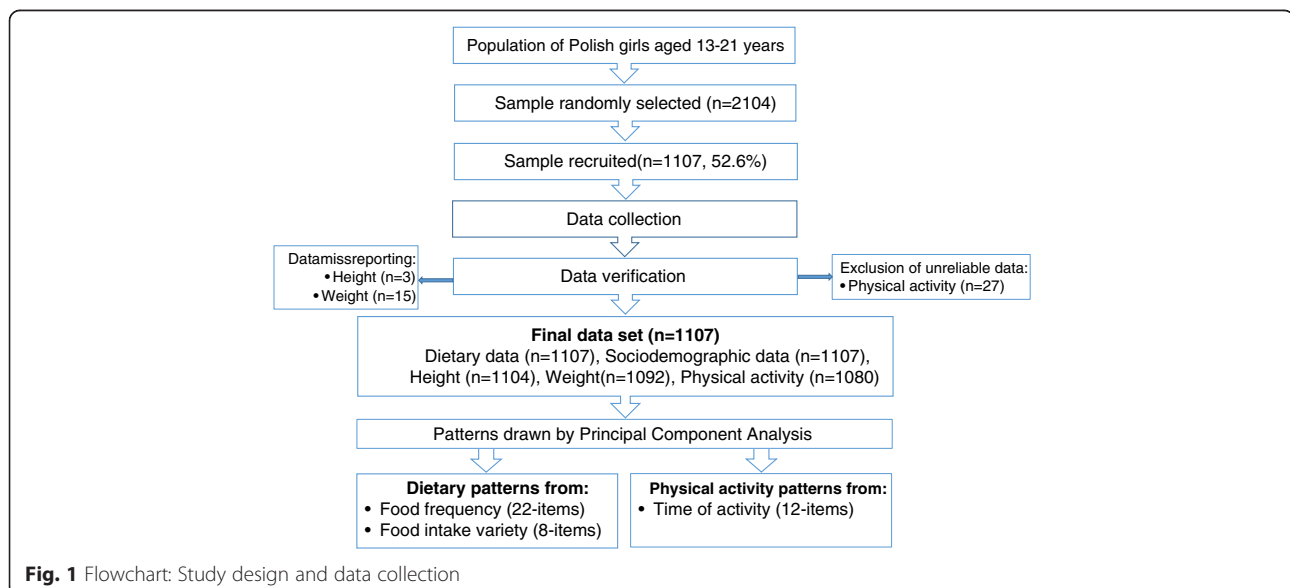 Population of Polish girls aged 13-21 years
Sample randomly selected (n=2104)
Sample recruited(n=1107, 52.6%)
Data collection
Datamissreporting:
• Height (n=3)
• Weight (n=15)
Data verification
Exclusion of unreliable data:
• Physical activity (n=27)
Final data set (n=1107)
Dietary data (n=1107), Sociodemographic data (n=1107),
Height (n=1104), Weight(n=1092), Physical activity (n=1080)
Patterns drawn by Principal Component Analysis
Dietary patterns from:
• Food frequency (22-items)
• Food intake variety (8-items)
Physical activity patterns from:
• Time of activity (12-items)
Fig. 1 Flowchart: Study design and data collection